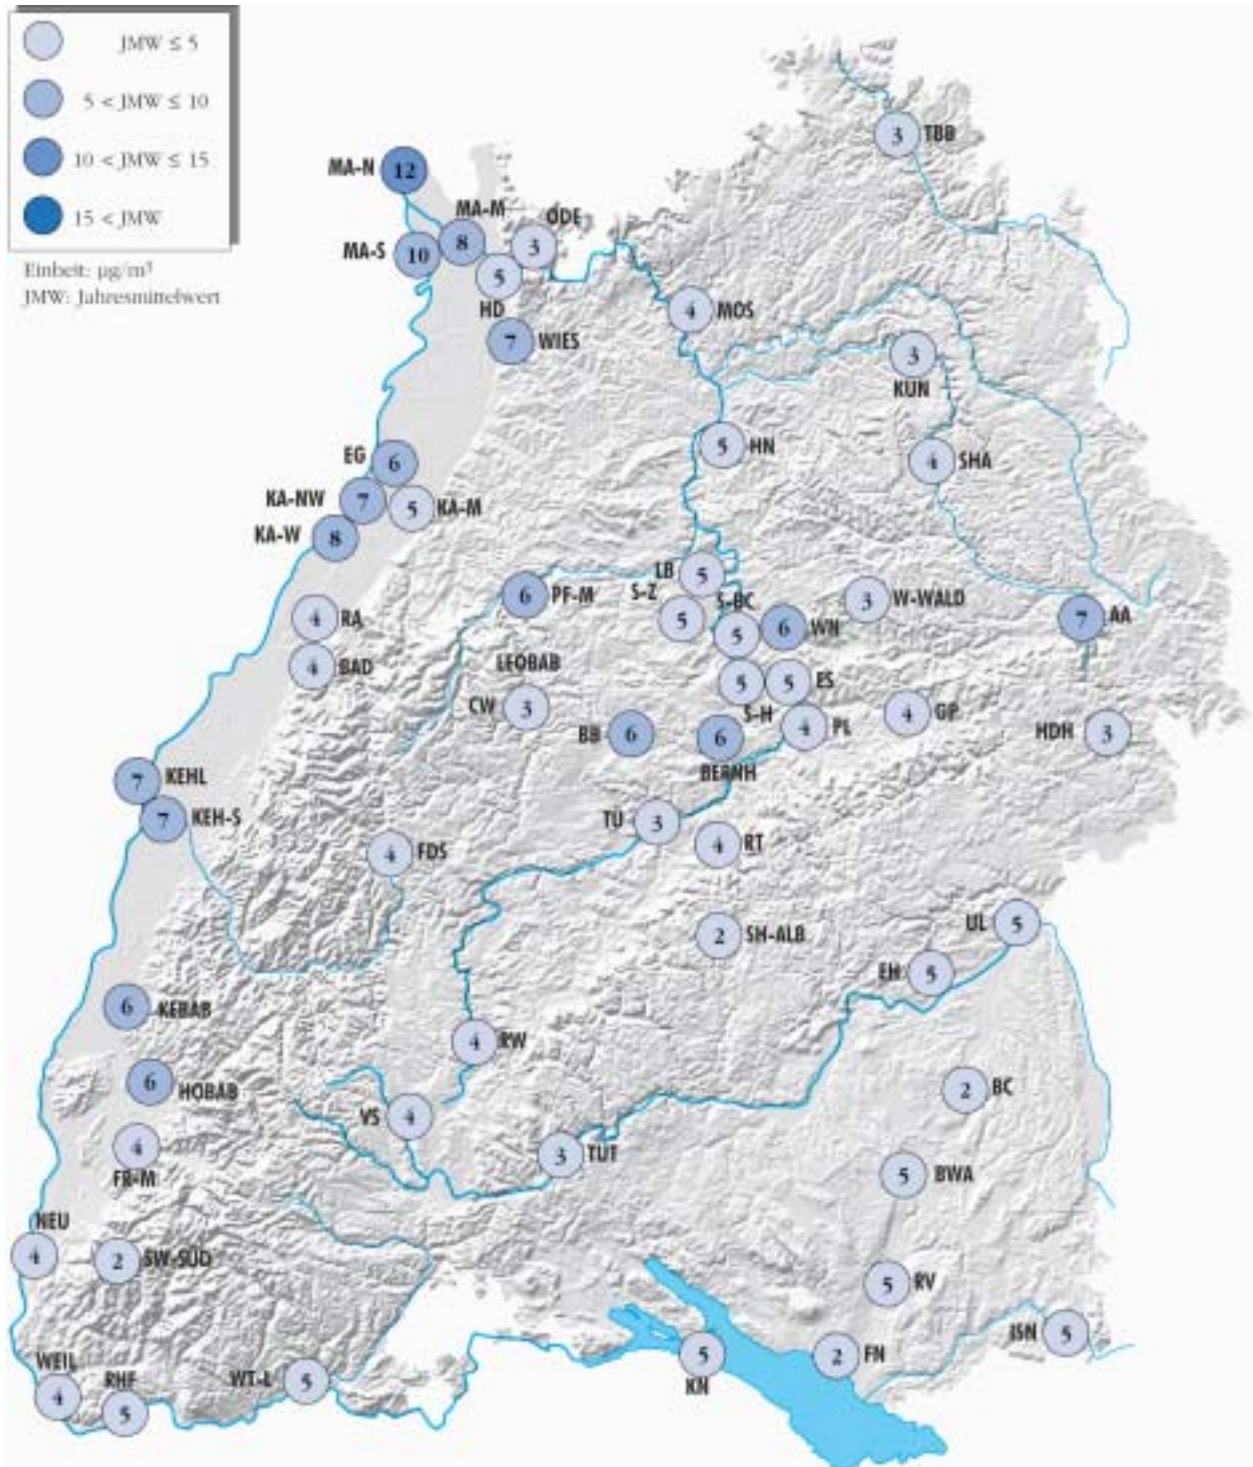 JMW ≤ 5
5 < JMW ≤ 10
10 < JMW ≤ 15
15 < JMW
Einheit: µg/m³
JMW: Jahresmittelwert
3 TBB
MA-N 12
MA-M 8
ODE 3
MA-S 10
5 HD
4 MOS
7 WIES
3 KUN
EG 6
5 HN
4 SHA
KA-NW 7
5 KA-M
KA-W 8
LB 5
6 PF-M
S-Z 5
S-BC 5
6 WN
3 W-WALD
7 AA
4 RA
4 BAD
LEOBAB
CW 3
5 S-H
5 ES
BB 6
6 BERNH
4 PL
4 GP
HDH 3
7 KEHL
7 KEH-S
TÜ 3
4 RT
4 FDS
2 SH-ALB
UL 5
EH 5
6 KEBAB
4 RW
6 HOBAB
VS 4
2 BC
4 FR-M
3 TUT
5 BWA
NEU 4
2 SW-SÜD
5 RV
ISN 5
5 KN
2 FN
WEIL 4
RHF 5
WT-L 5